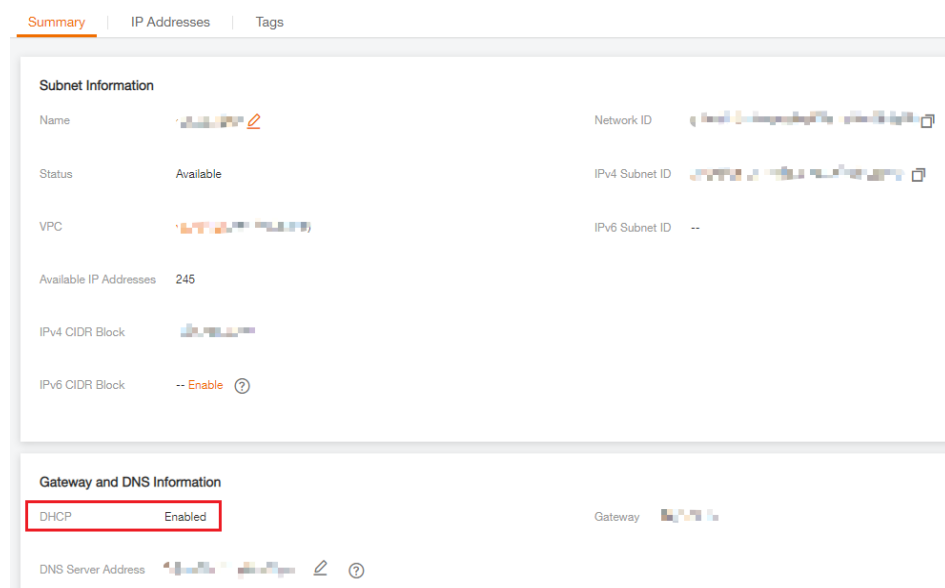 Summary IP Addresses Tags
Subnet Information
Name
Network ID
Status Available
IPv4 Subnet ID
VPC
IPv6 Subnet ID --
Available IP Addresses 245
IPv4 CIDR Block
IPv6 CIDR Block -- Enable ?
Gateway and DNS Information
DHCP Enabled
Gateway
DNS Server Address ?